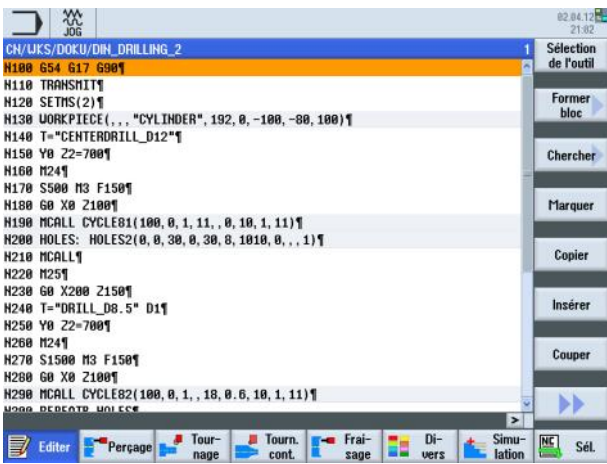 JOG
02.04.12
21:02
CN/WKS/DOKU/DIN_DRILLING_2 1
N100 G54 G17 G90¶
N110 TRANSMIT¶
N120 SETMS(2)¶
N130 WORKPIECE(,,,"CYLINDER",192,0,-100,-80,100)¶
N140 T="CENTERDRILL_D12"¶
N150 Y0 Z2=700¶
N160 M24¶
N170 S500 M3 F150¶
N180 G0 X0 Z100¶
N190 MCALL CYCLE81(100,0,1,11,,0,10,1,11)¶
N200 HOLES: HOLES2(0,0,30,0,30,8,1010,0,,,1)¶
N210 MCALL¶
N220 M25¶
N230 G0 X200 Z150¶
N240 T="DRILL_D8.5" D1¶
N250 Y0 Z2=700¶
N260 M24¶
N270 S1500 M3 F150¶
N280 G0 X0 Z100¶
N290 MCALL CYCLE82(100,0,1,,18,0.6,10,1,11)¶
Sélection
de l'outil
Former
bloc
Chercher
Marquer
Copier
Insérer
Couper
Editer
Perçage
Tour-
nage
Tourn.
cont.
Frai-
sage
Di-
vers
Simu-
lation
NC
Sél.